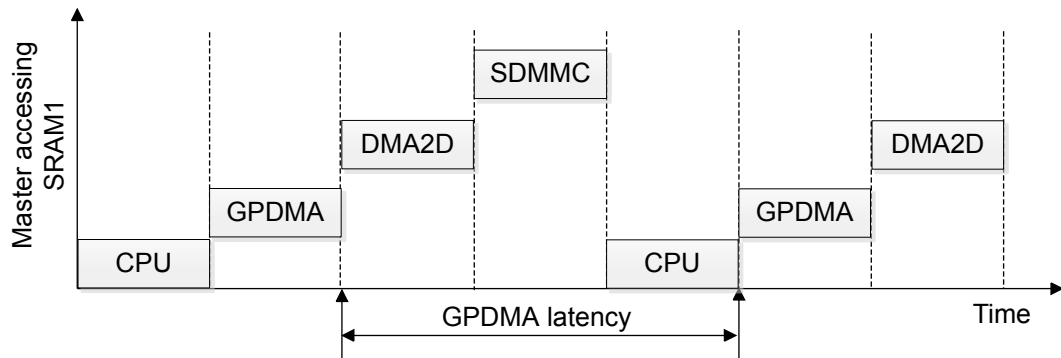 Master accessing
SRAM1
SDMMC
DMA2D
DMA2D
GPDMA
GPDMA
CPU
CPU
GPDMA latency
Time